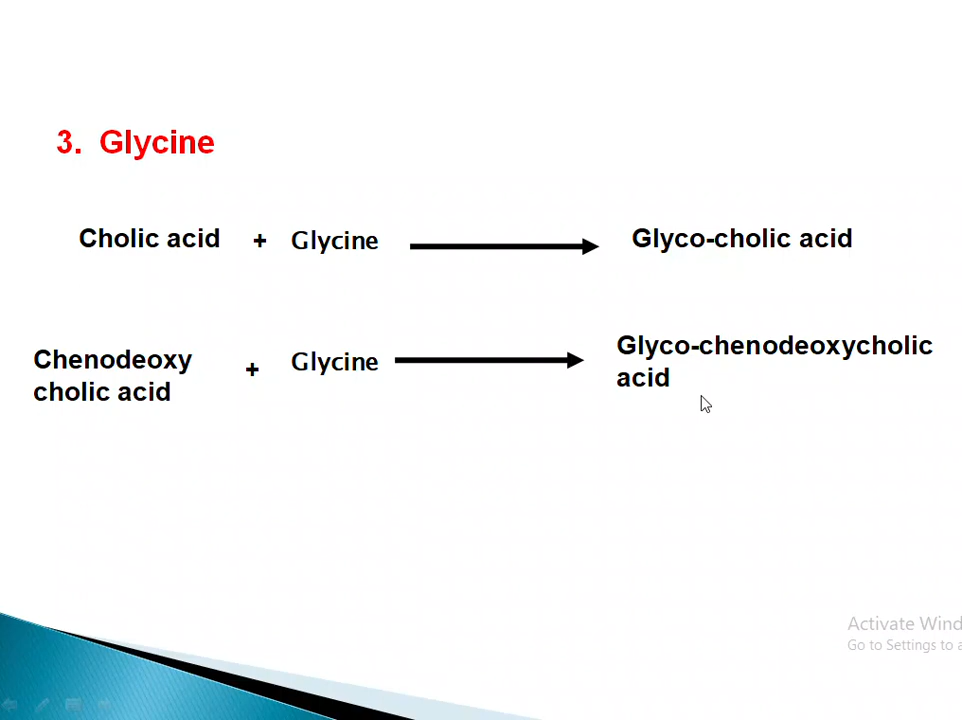 3. Glycine
Cholic acid + Glycine Glyco-cholic acid
Chenodeoxy
cholic acid + Glycine Glyco-chenodeoxycholic
acid
Activate Wind
Go to Settings to a